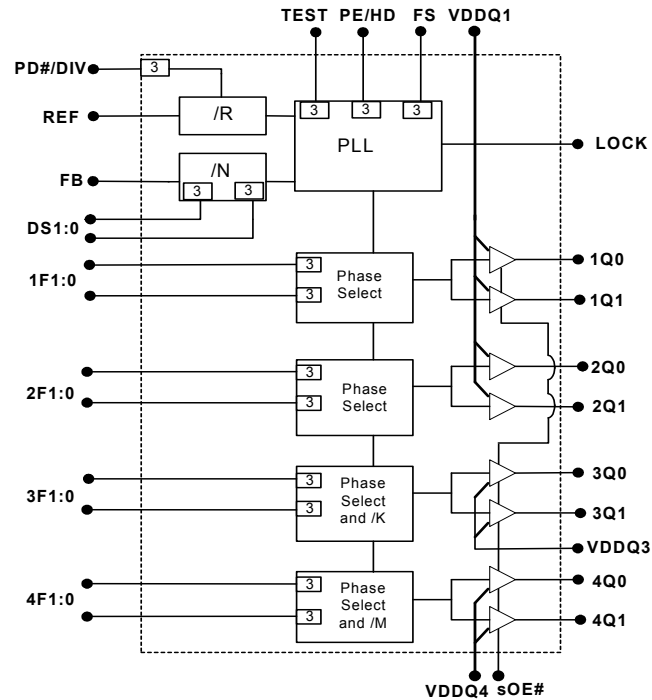 TEST PE/HD FS VDDQ1
PD#/DIV
3
REF
/R
3 3 3
PLL
LOCK
FB
/N
3 3
DS1:0
1F1:0
3
3
Phase
Select
1Q0
1Q1
2F1:0
3
3
Phase
Select
2Q0
2Q1
3F1:0
3
3
Phase
Select
and /K
3Q0
3Q1
VDDQ3
4F1:0
3
3
Phase
Select
and /M
4Q0
4Q1
VDDQ4 sOE#